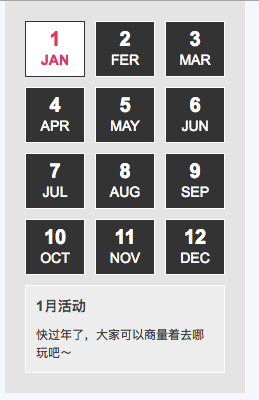 1 2 3
JAN FER MAR
4 5 6
APR MAY JUN
7 8 9
JUL AUG SEP
10 11 12
OCT NOV DEC
1月活动
快过年了，大家可以商量着去哪
玩吧～